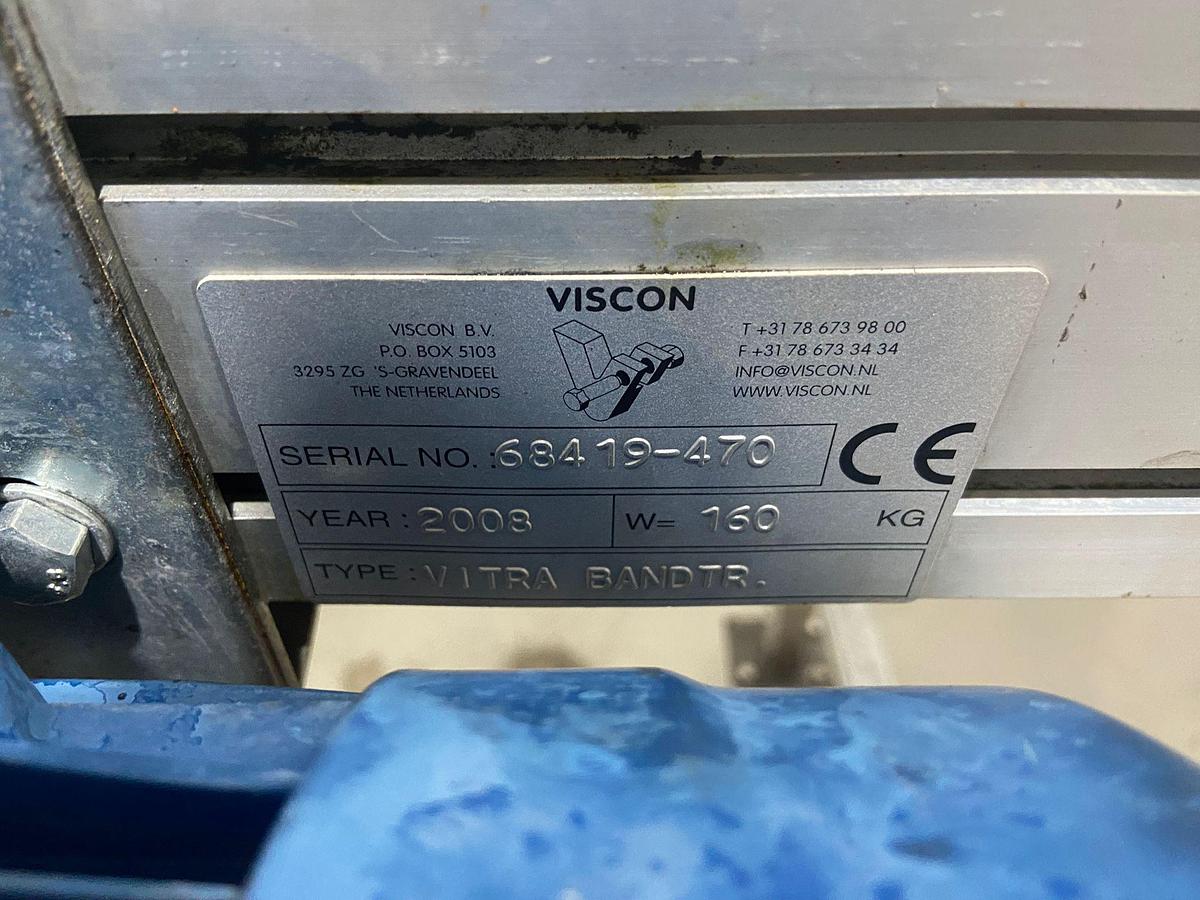 VISCON
VISCON B.V.
P.O. BOX 5103
3295 ZG 'S-GRAVENDEEL
THE NETHERLANDS
T +31 78 673 98 00
F +31 78 673 34 34
INFO@VISCON.NL
WWW.VISCON.NL
SERIAL NO. :68419-470
CE
YEAR : 2008 W= 160 KG
TYPE : VITRA BANDTR.